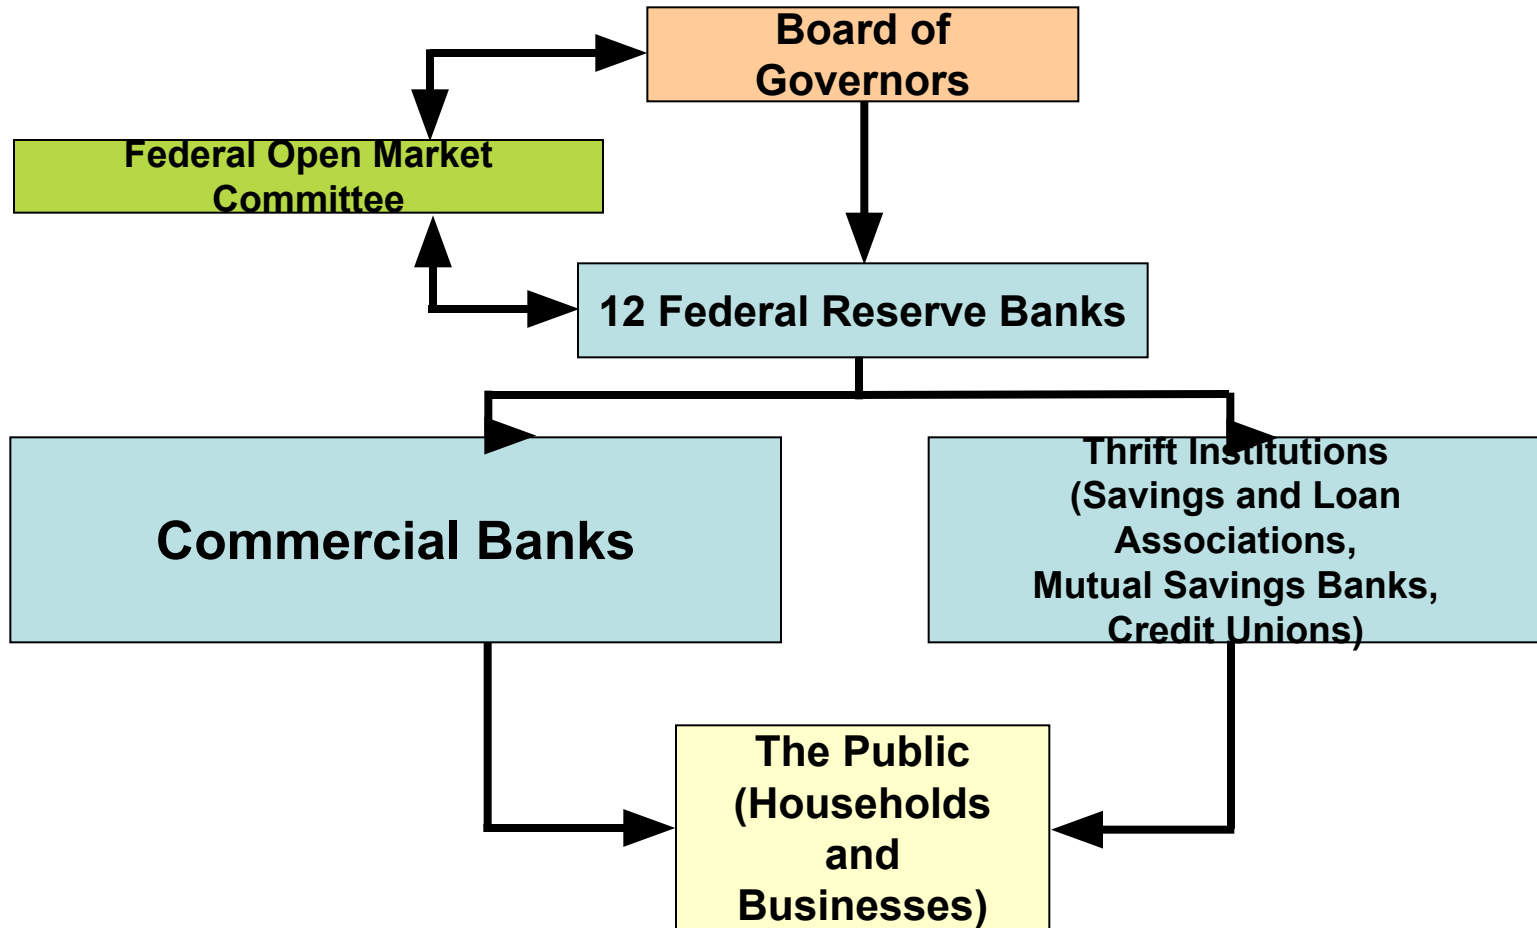 Board of
Governors
Federal Open Market
Committee
12 Federal Reserve Banks
Commercial Banks
Thrift Institutions
(Savings and Loan
Associations,
Mutual Savings Banks,
Credit Unions)
The Public
(Households
and
Businesses)